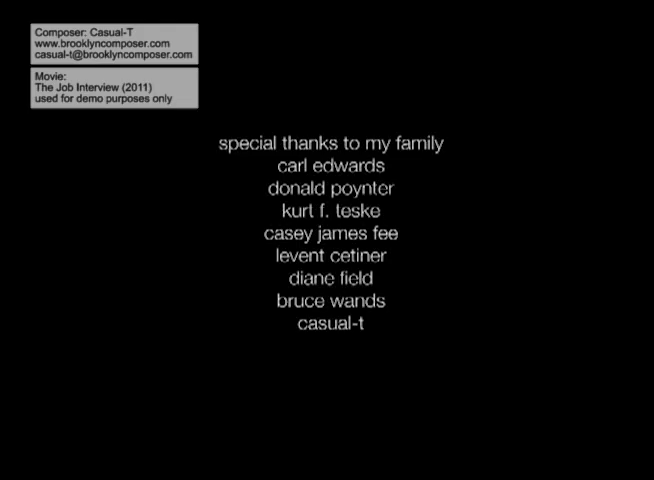 Composer: Casual-T
www.brooklyncomposer.com
casual-t@brooklyncomposer.com
Movie:
The Job Interview (2011)
used for demo purposes only
special thanks to my family
carl edwards
donald poynter
kurt f. teske
casey james fee
levent cetiner
diane field
bruce wands
casual-t